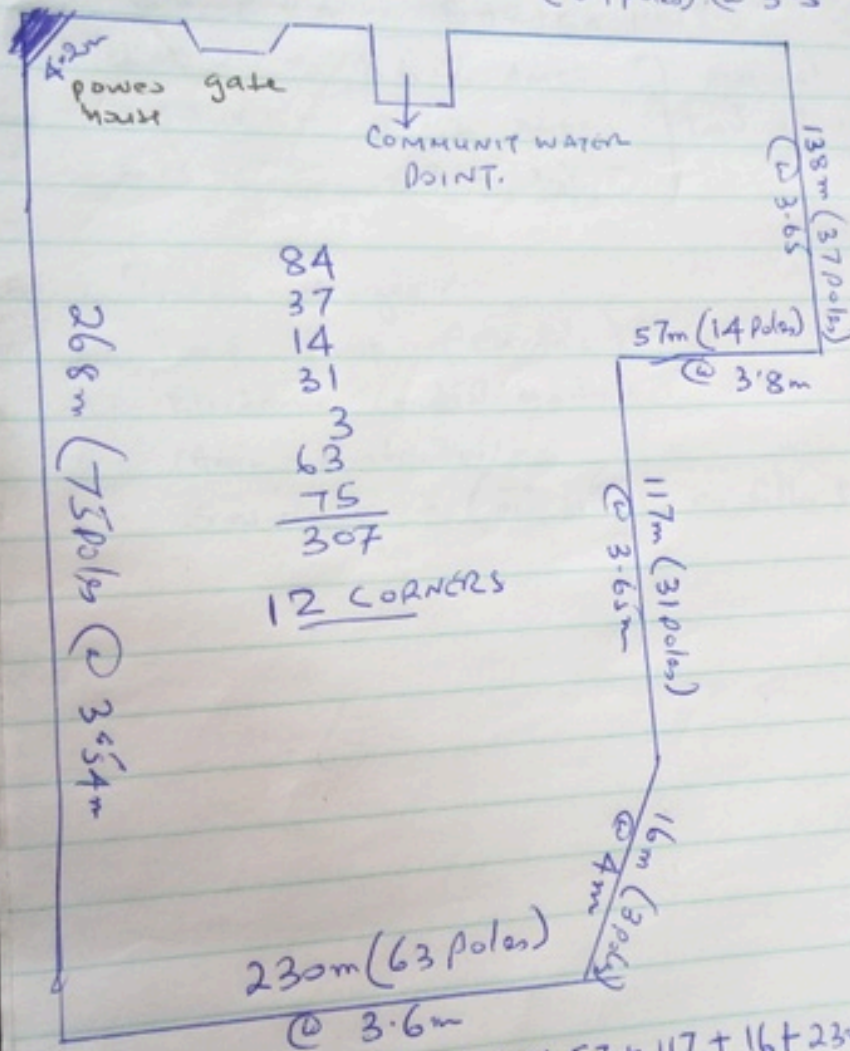 4.2m
power gate
house
COMMUNIT WATER
POINT.
138m (37 poles)
@ 3.65
84
37
14
31
3
63
75
307
12 CORNERS
57m (14 Poles)
@ 3.8m
268m (75 poles @ 3.54m
117m (31 poles)
@ 3.65m
16m (3 poles)
@ 4m
230m (63 Poles)
@ 3.6m
+ 117 + 16 + 23